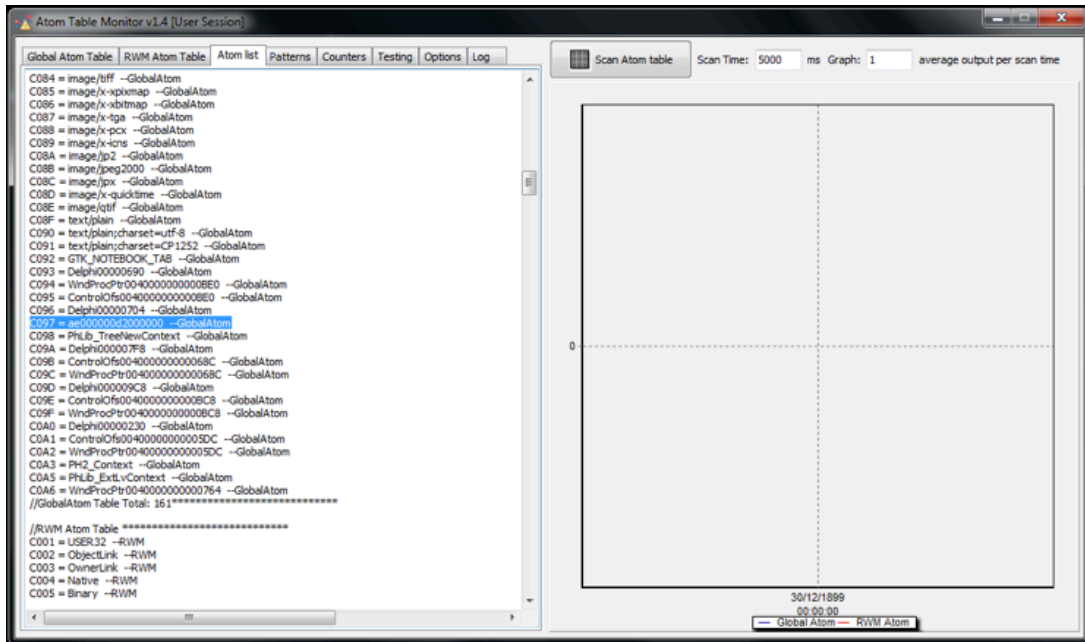 Atom Table Monitor v1.4 [User Session]
Global Atom Table RWM Atom Table Atom list Patterns Counters Testing Options Log
C084 = image/tiff --GlobalAtom
C085 = image/x-xpixmap --GlobalAtom
C086 = image/x-xbitmap --GlobalAtom
C087 = image/x-tga --GlobalAtom
C088 = image/x-pcx --GlobalAtom
C089 = image/x-icns --GlobalAtom
C08A = image/jp2 --GlobalAtom
C08B = image/jpeg2000 --GlobalAtom
C08C = image/jpx --GlobalAtom
C08D = image/x-quicktime --GlobalAtom
C08E = image/qtif --GlobalAtom
C08F = text/plain --GlobalAtom
C090 = text/plain;charset=utf-8 --GlobalAtom
C091 = text/plain;charset=CP1252 --GlobalAtom
C092 = GTK_NOTEBOOK_TAB --GlobalAtom
C093 = Delphi00000690 --GlobalAtom
C094 = WndProcPtr0040000000000BE0 --GlobalAtom
C095 = ControlOfs0040000000000BE0 --GlobalAtom
C096 = Delphi00000704 --GlobalAtom
C097 = ae000000d2000000 --GlobalAtom
C098 = PhLib_TreeNewContext --GlobalAtom
C09A = Delphi000007F8 --GlobalAtom
C09B = ControlOfs004000000000068C --GlobalAtom
C09C = WndProcPtr004000000000068C --GlobalAtom
C09D = Delphi000009C8 --GlobalAtom
C09E = ControlOfs0040000000000BC8 --GlobalAtom
C09F = WndProcPtr0040000000000BC8 --GlobalAtom
C0A0 = Delphi00000230 --GlobalAtom
C0A1 = ControlOfs00400000000005DC --GlobalAtom
C0A2 = WndProcPtr00400000000005DC --GlobalAtom
C0A3 = PH2_Context --GlobalAtom
C0A5 = PhLib_ExtLvContext --GlobalAtom
C0A6 = WndProcPtr0040000000000764 --GlobalAtom
//GlobalAtom Table Total: 161****************************
//RWM Atom Table ****************************
C001 = USER32 --RWM
C002 = ObjectLink --RWM
C003 = OwnerLink --RWM
C004 = Native --RWM
C005 = Binary --RWM
Scan Atom table Scan Time: 5000 ms Graph: 1 average output per scan time
0
30/12/1899
00:00:00
Global Atom RWM Atom